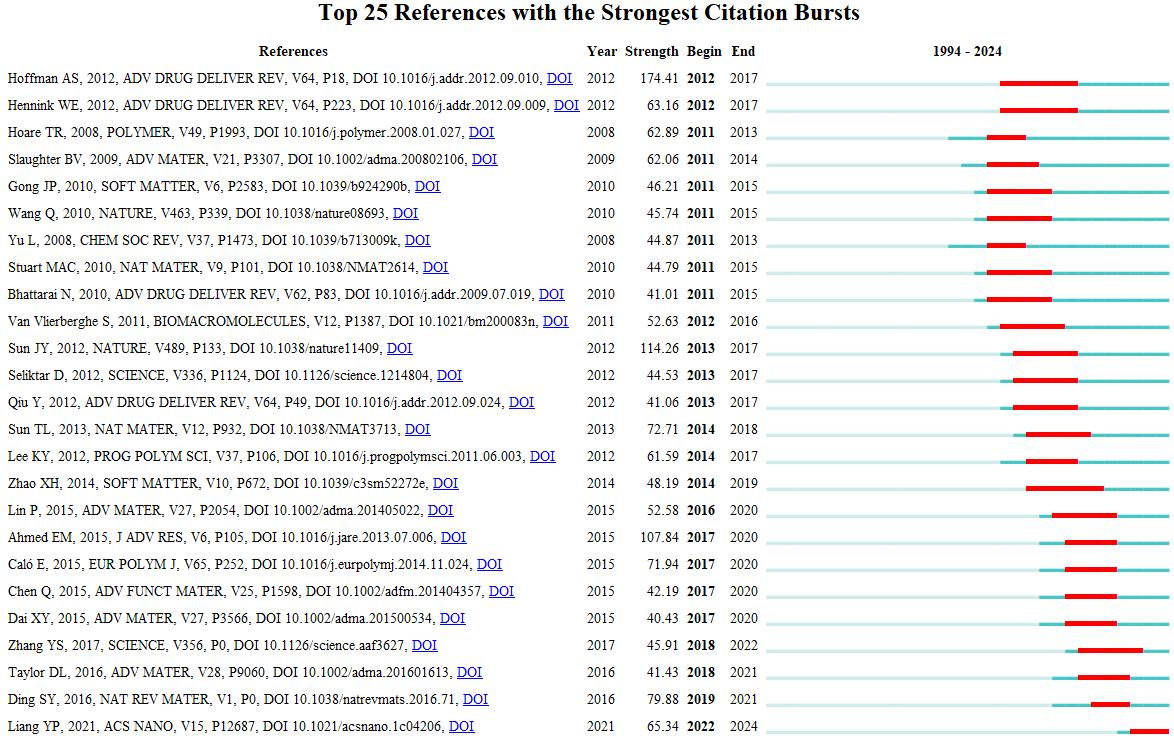 Top 25 References with the Strongest Citation Bursts
References Year Strength Begin End 1994 - 2024
Hoffman AS, 2012, ADV DRUG DELIVER REV, V64, P18, DOI 10.1016/j.addr.2012.09.010, DOI 2012 174.41 2012 2017
Hennink WE, 2012, ADV DRUG DELIVER REV, V64, P223, DOI 10.1016/j.addr.2012.09.009, DOI 2012 63.16 2012 2017
Hoare TR, 2008, POLYMER, V49, P1993, DOI 10.1016/j.polymer.2008.01.027, DOI 2008 62.89 2011 2013
Slaughter BV, 2009, ADV MATER, V21, P3307, DOI 10.1002/adma.200802106, DOI 2009 62.06 2011 2014
Gong JP, 2010, SOFT MATTER, V6, P2583, DOI 10.1039/b924290b, DOI 2010 46.21 2011 2015
Wang Q, 2010, NATURE, V463, P339, DOI 10.1038/nature08693, DOI 2010 45.74 2011 2015
Yu L, 2008, CHEM SOC REV, V37, P1473, DOI 10.1039/b713009k, DOI 2008 44.87 2011 2013
Stuart MAC, 2010, NAT MATER, V9, P101, DOI 10.1038/NMAT2614, DOI 2010 44.79 2011 2015
Bhattarai N, 2010, ADV DRUG DELIVER REV, V62, P83, DOI 10.1016/j.addr.2009.07.019, DOI 2010 41.01 2011 2015
Van Vlierberghe S, 2011, BIOMACROMOLECULES, V12, P1387, DOI 10.1021/bm200083n, DOI 2011 52.63 2012 2016
Sun JY, 2012, NATURE, V489, P133, DOI 10.1038/nature11409, DOI 2012 114.26 2013 2017
Seliktar D, 2012, SCIENCE, V336, P1124, DOI 10.1126/science.1214804, DOI 2012 44.53 2013 2017
Qiu Y, 2012, ADV DRUG DELIVER REV, V64, P49, DOI 10.1016/j.addr.2012.09.024, DOI 2012 41.06 2013 2017
Sun TL, 2013, NAT MATER, V12, P932, DOI 10.1038/NMAT3713, DOI 2013 72.71 2014 2018
Lee KY, 2012, PROG POLYM SCI, V37, P106, DOI 10.1016/j.progpolymsci.2011.06.003, DOI 2012 61.59 2014 2017
Zhao XH, 2014, SOFT MATTER, V10, P672, DOI 10.1039/c3sm52272e, DOI 2014 48.19 2014 2019
Lin P, 2015, ADV MATER, V27, P2054, DOI 10.1002/adma.201405022, DOI 2015 52.58 2016 2020
Ahmed EM, 2015, J ADV RES, V6, P105, DOI 10.1016/j.jare.2013.07.006, DOI 2015 107.84 2017 2020
Caló E, 2015, EUR POLYM J, V65, P252, DOI 10.1016/j.eurpolymj.2014.11.024, DOI 2015 71.94 2017 2020
Chen Q, 2015, ADV FUNCT MATER, V25, P1598, DOI 10.1002/adfm.201404357, DOI 2015 42.19 2017 2020
Dai XY, 2015, ADV MATER, V27, P3566, DOI 10.1002/adma.201500534, DOI 2015 40.43 2017 2020
Zhang YS, 2017, SCIENCE, V356, P0, DOI 10.1126/science.aaf3627, DOI 2017 45.91 2018 2022
Taylor DL, 2016, ADV MATER, V28, P9060, DOI 10.1002/adma.201601613, DOI 2016 41.43 2018 2021
Ding SY, 2016, NAT REV MATER, V1, P0, DOI 10.1038/natrevmats.2016.71, DOI 2016 79.88 2019 2021
Liang YP, 2021, ACS NANO, V15, P12687, DOI 10.1021/acsnano.1c04206, DOI 2021 65.34 2022 2024